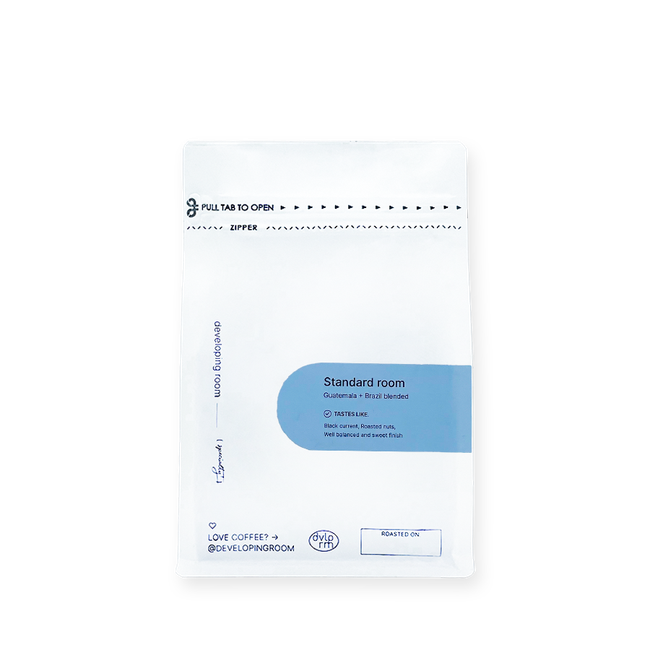 PULL TAB TO OPEN
ZIPPER
developing room
Standard room
Guatemala + Brazil blended
TASTES LIKE:
Black current, Roasted nuts,
Well balanced and sweet finish
LOVE COFFEE? →
@DEVELOPINGROOM
dvlp
rm
ROASTED ON